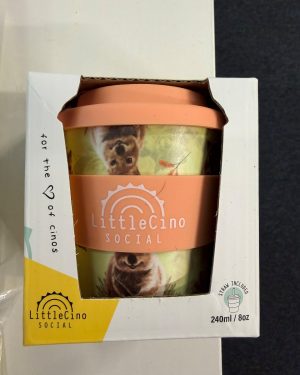 for the ♡ of cinos
LittleCino
SOCIAL
LittleCino
SOCIAL
STRAW INCLUDED
240ml / 8oz